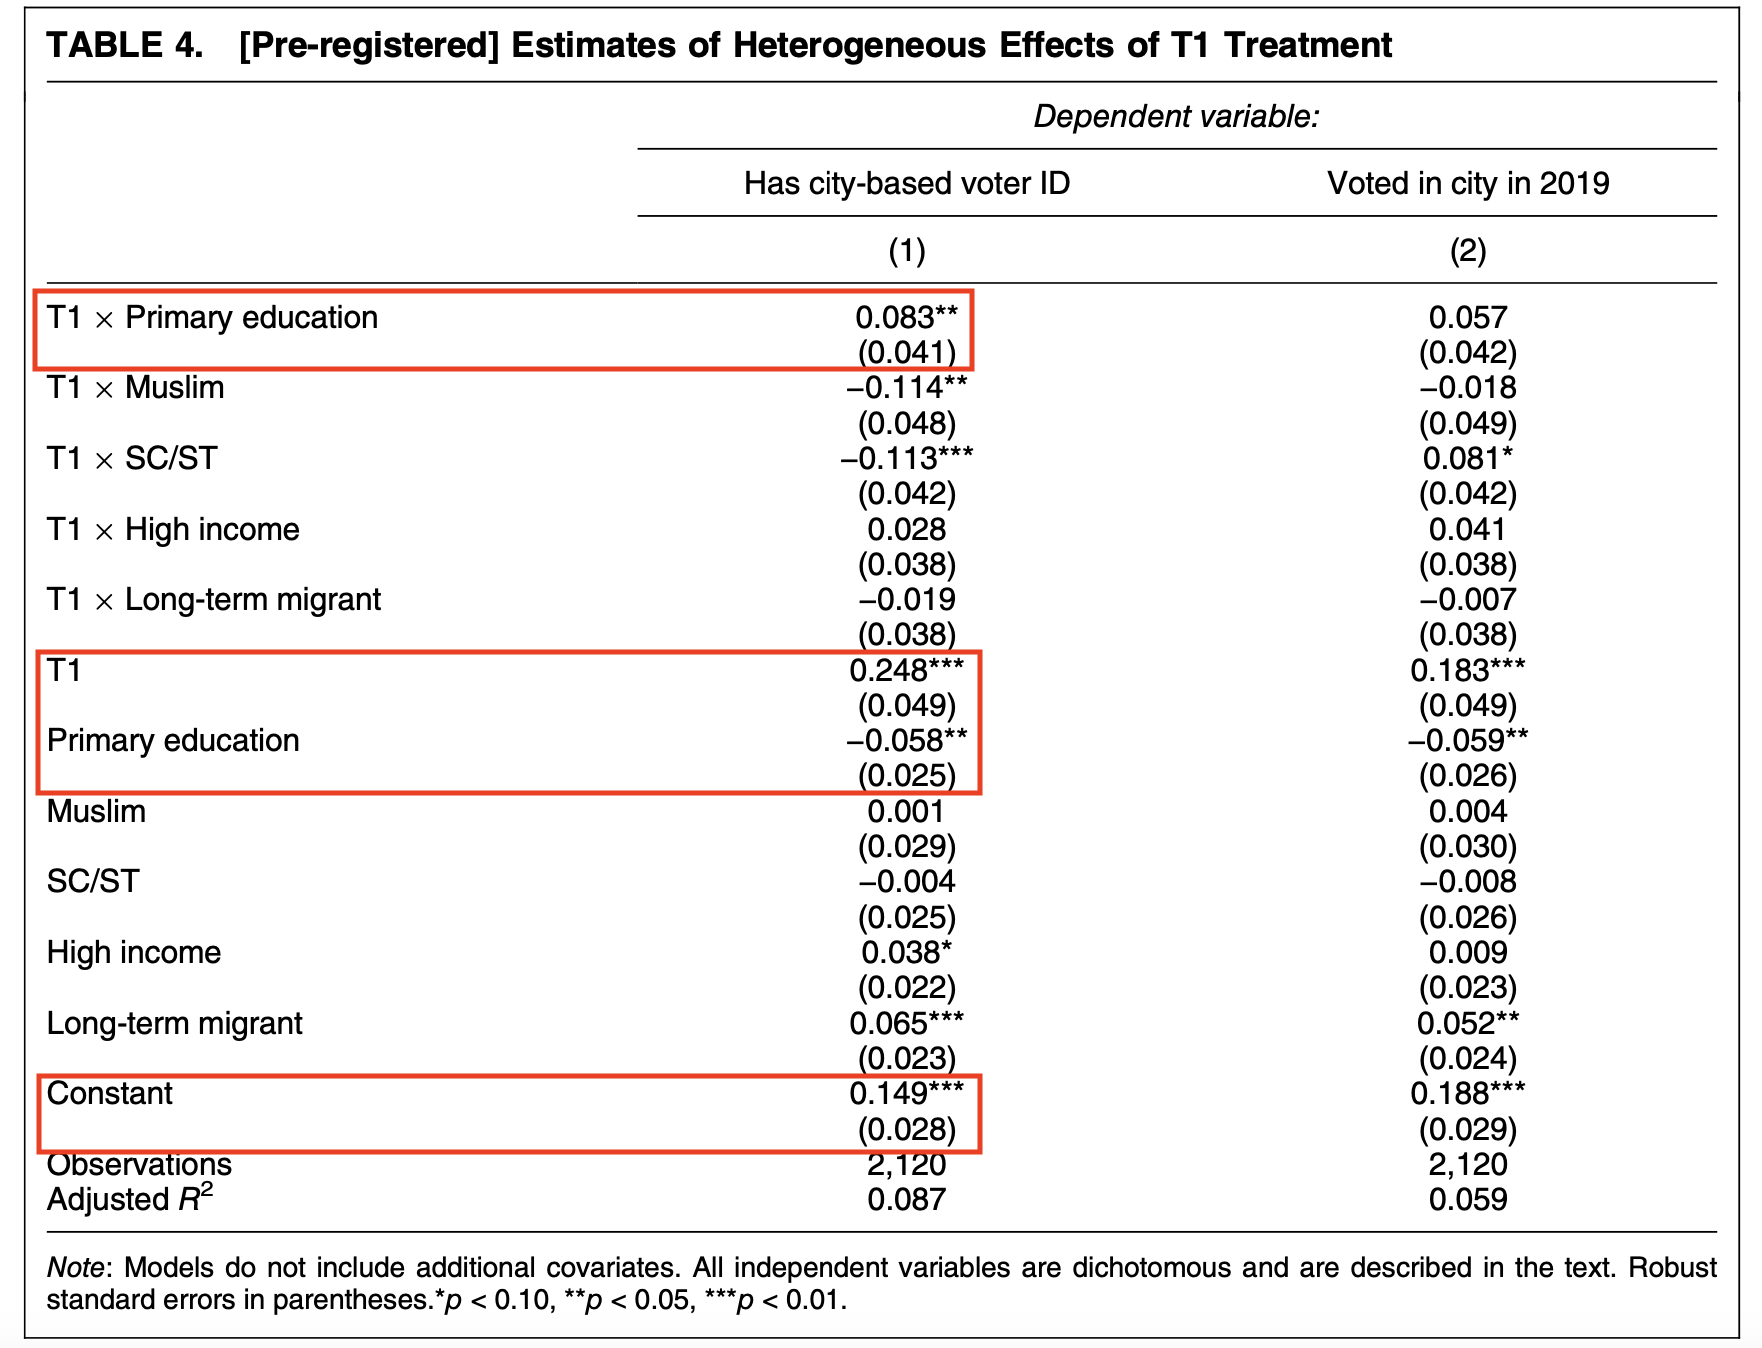 TABLE 4. [Pre-registered] Estimates of Heterogeneous Effects of T1 Treatment
Dependent variable:
Has city-based voter ID Voted in city in 2019
(1) (2)
T1 × Primary education 0.083** 0.057
(0.041) (0.042)
T1 × Muslim −0.114** −0.018
(0.048) (0.049)
T1 × SC/ST −0.113*** 0.081*
(0.042) (0.042)
T1 × High income 0.028 0.041
(0.038) (0.038)
T1 × Long-term migrant −0.019 −0.007
(0.038) (0.038)
T1 0.248*** 0.183***
(0.049) (0.049)
Primary education −0.058** −0.059**
(0.025) (0.026)
Muslim 0.001 0.004
(0.029) (0.030)
SC/ST −0.004 −0.008
(0.025) (0.026)
High income 0.038* 0.009
(0.022) (0.023)
Long-term migrant 0.065*** 0.052**
(0.023) (0.024)
Constant 0.149*** 0.188***
(0.028) (0.029)
Observations 2,120 2,120
Adjusted R² 0.087 0.059
Note: Models do not include additional covariates. All independent variables are dichotomous and are described in the text. Robust
standard errors in parentheses.*p < 0.10, **p < 0.05, ***p < 0.01.